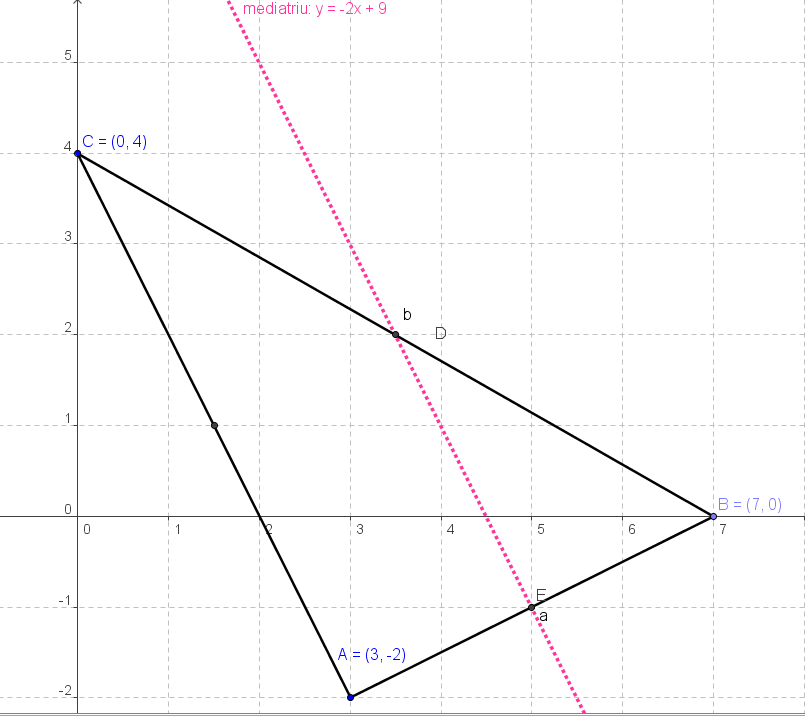 mediatriu: y = -2x + 9
5
4
C = (0, 4)
3
b
2
D
1
0
B = (7, 0)
0
1
2
3
4
5
6
7
-1
E
a
A = (3, -2)
-2